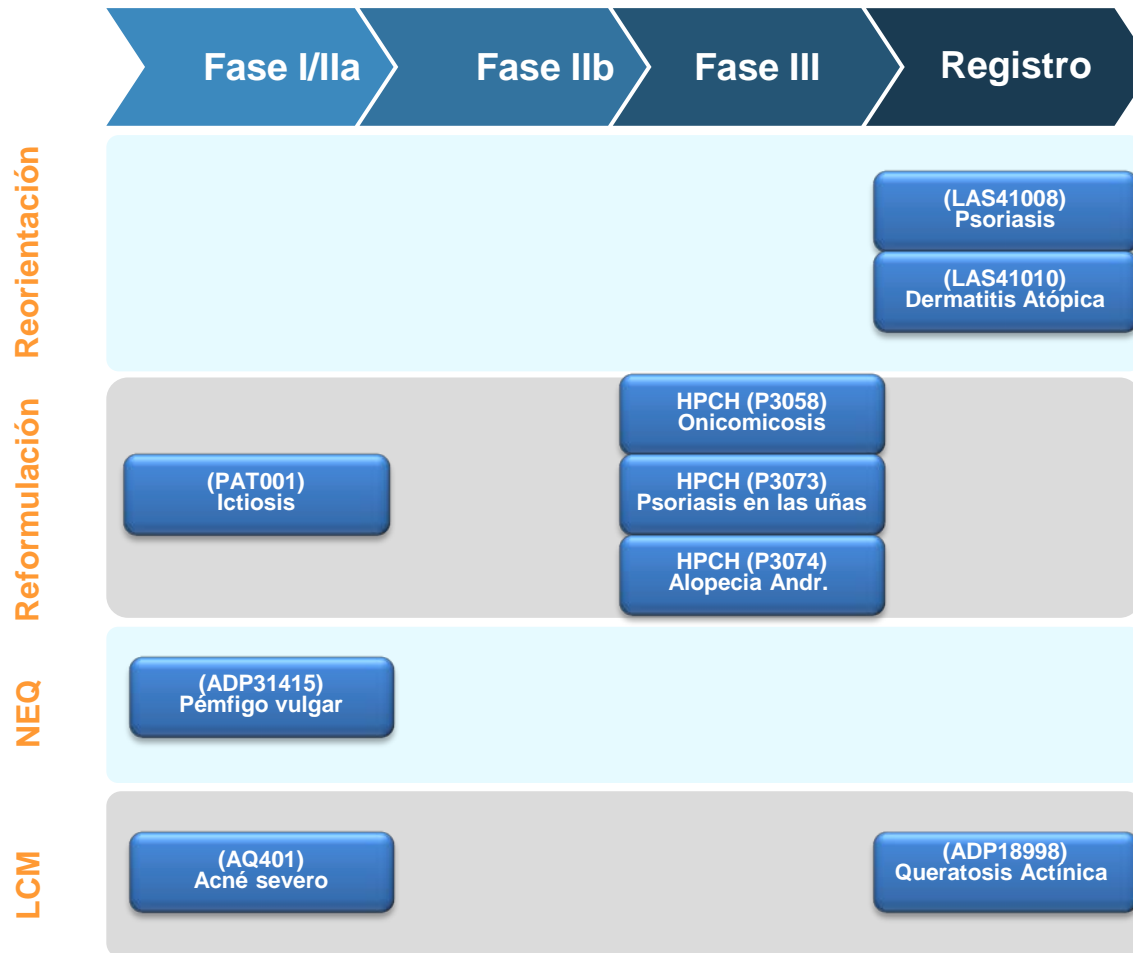 Fase I/IIa
Fase IIb
Fase III
Registro
Reorientación
(LAS41008)
Psoriasis
(LAS41010)
Dermatitis Atópica
Reformulación
HPCH (P3058)
Onicomicosis
(PAT001)
Ictiosis
HPCH (P3073)
Psoriasis en las uñas
HPCH (P3074)
Alopecia Andr.
NEQ
(ADP31415)
Pémfigo vulgar
LCM
(AQ401)
Acné severo
(ADP18998)
Queratosis Actínica